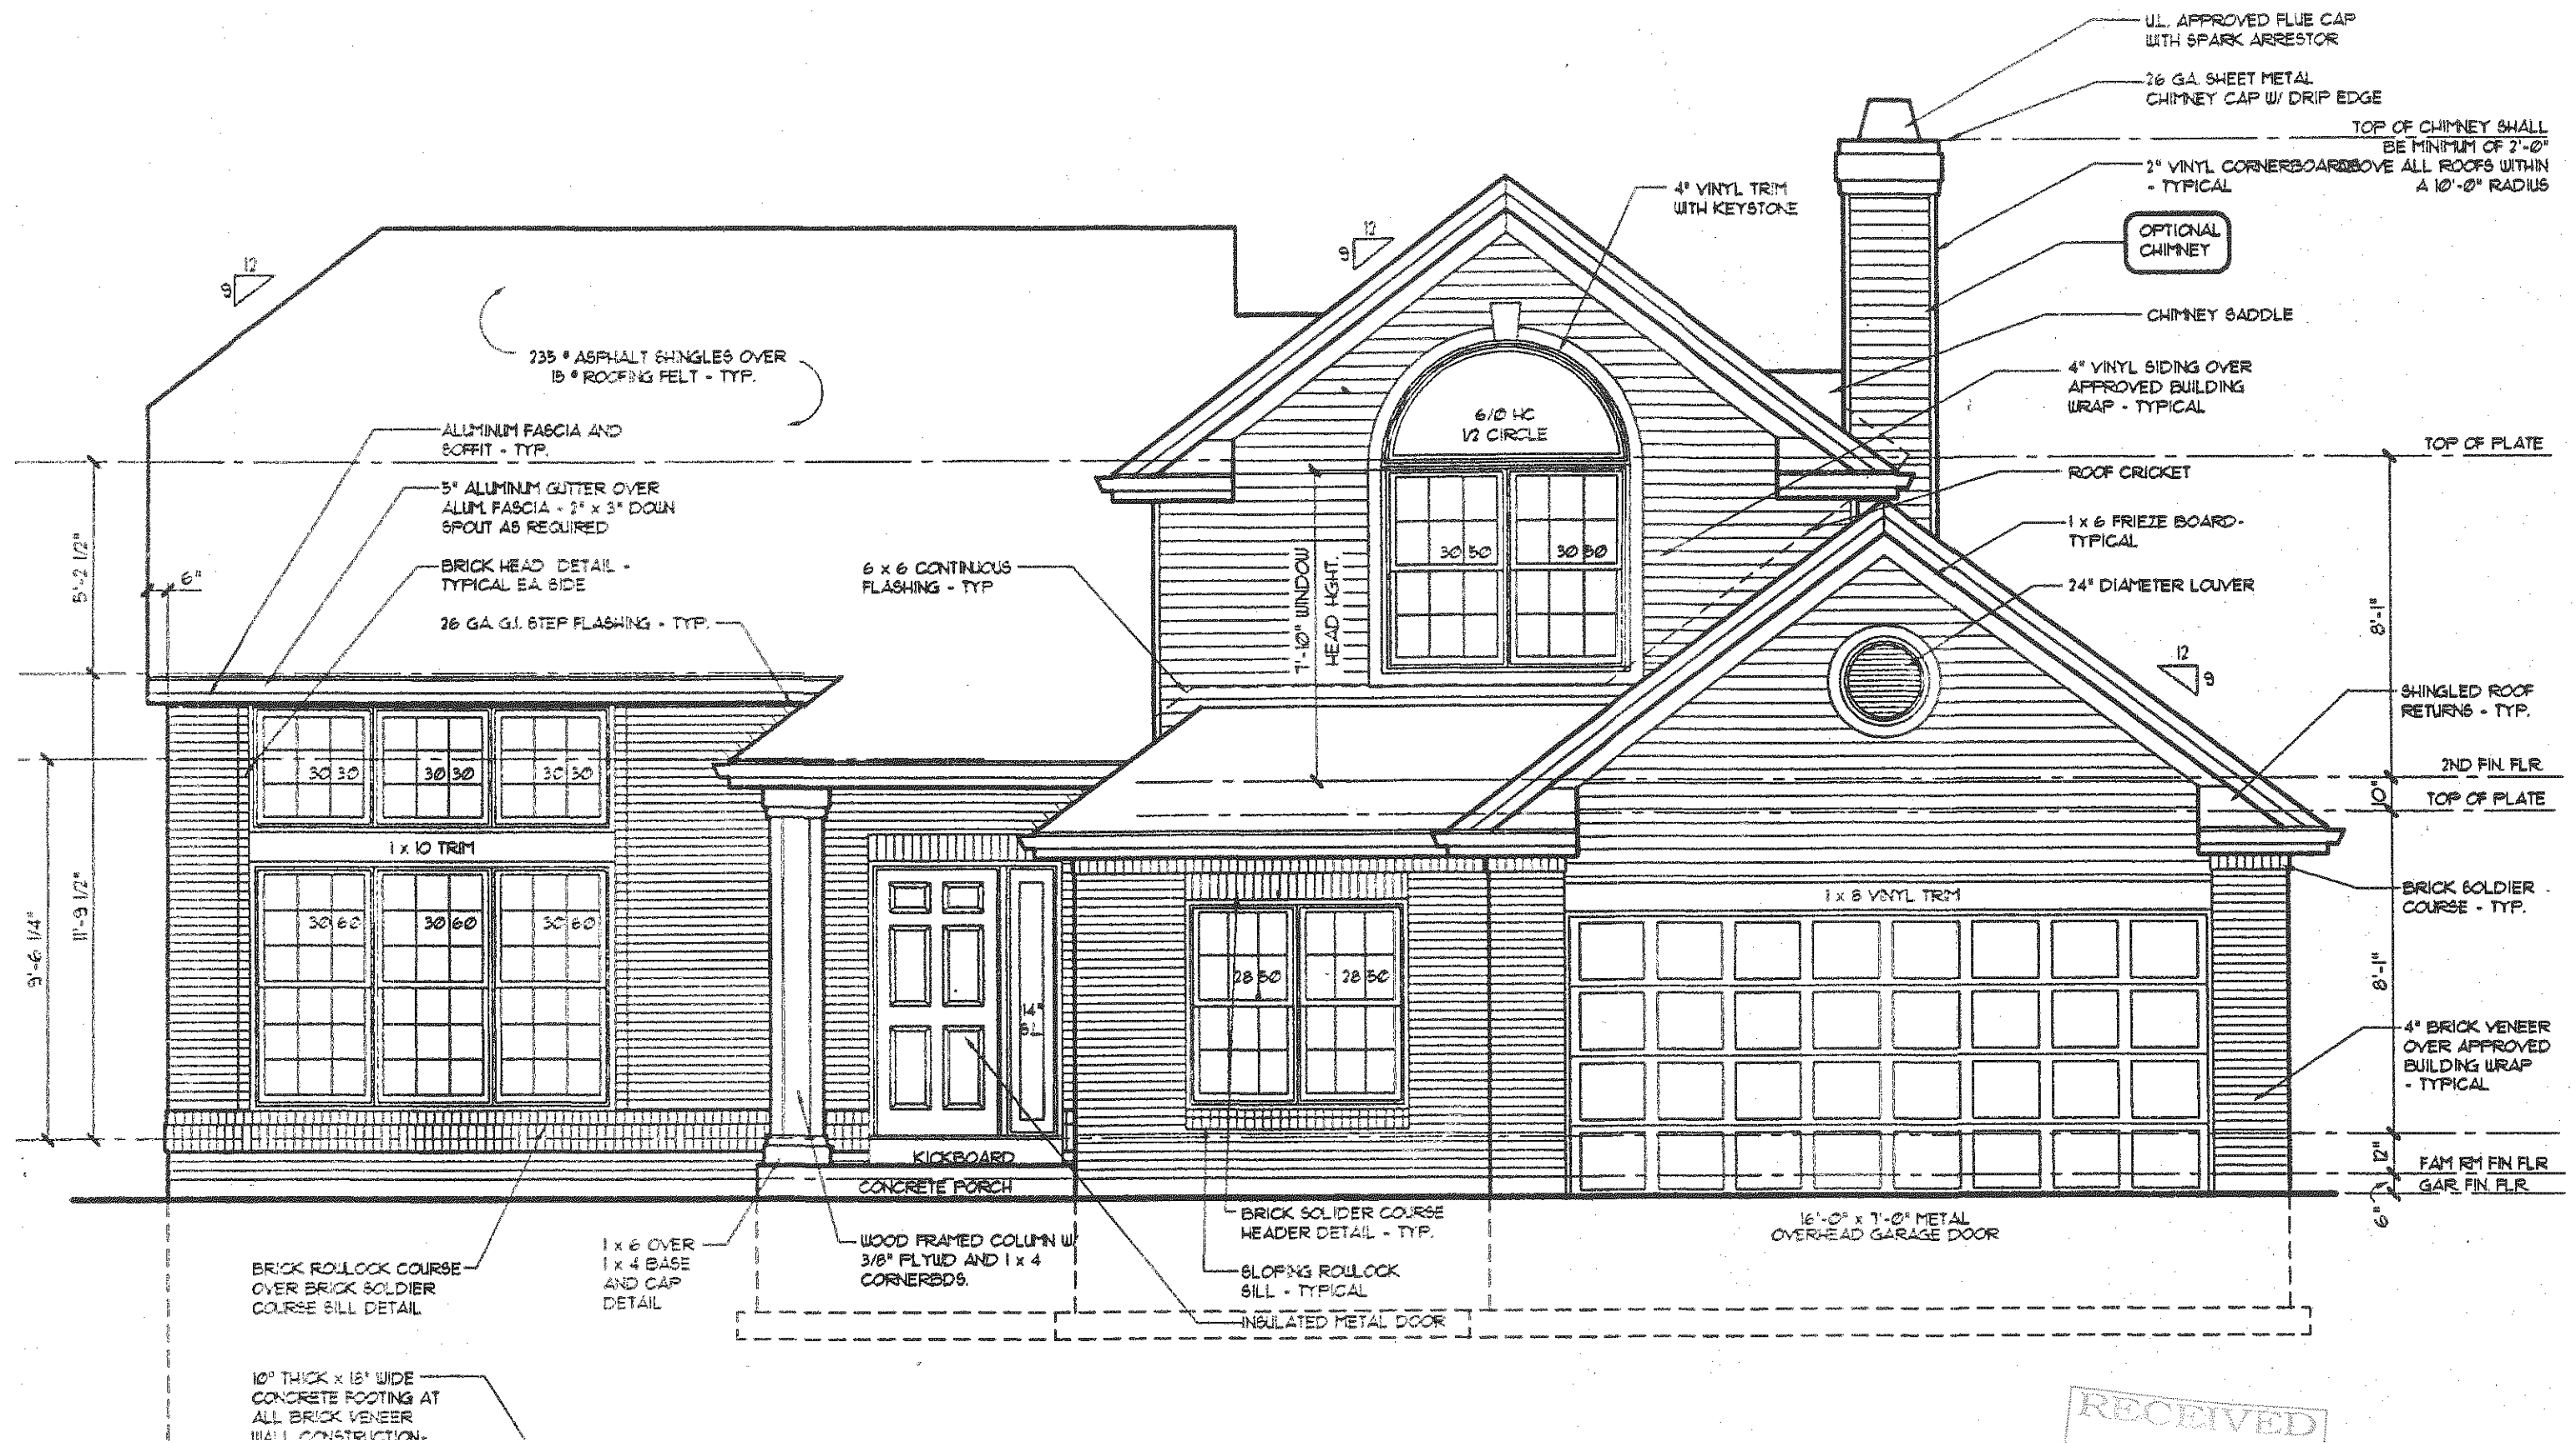 U.L. APPROVED FLUE CAP
WITH SPARK ARRESTOR
26 GA. SHEET METAL
CHIMNEY CAP W/ DRIP EDGE
TOP OF CHIMNEY SHALL
BE MINIMUM OF 2'-0"
ABOVE ALL ROOFS WITHIN
A 10'-0" RADIUS
2" VINYL CORNERBOARDS
- TYPICAL
4" VINYL TRIM
WITH KEYSTONE
OPTIONAL
CHIMNEY
12
9
12
9
CHIMNEY SADDLE
235 # ASPHALT SHINGLES OVER
15 # ROOFING FELT - TYP.
4" VINYL SIDING OVER
APPROVED BUILDING
WRAP - TYPICAL
6/0 HC
1/2 CIRCLE
ALUMINUM FASCIA AND
SOFFIT - TYP.
TOP OF PLATE
ROOF CRICKET
5" ALUMINUM GUTTER OVER
ALUM. FASCIA - 2" x 3" DOWN
SPOUT AS REQUIRED
1 x 6 FRIEZE BOARD-
TYPICAL
30 50
30 50
5'-2 1/2"
6"
BRICK HEAD DETAIL -
TYPICAL EA. SIDE
6 x 6 CONTINUOUS
FLASHING - TYP
7'-10" WINDOW
HEAD HGHT.
24" DIAMETER LOUVER
8'-1"
26 GA. G.I. STEP FLASHING - TYP.
12
9
SHINGLED ROOF
RETURNS - TYP.
30 30
30 30
30 30
2ND FIN. FLR.
10"
TOP OF PLATE
1 x 10 TRIM
9'-6 1/4"
11'-9 1/2"
1 x 8 VINYL TRIM
BRICK SOLDIER
COURSE - TYP.
30 60
30 60
30 60
28 50
28 50
8'-1"
14"
S.L.
4" BRICK VENEER
OVER APPROVED
BUILDING WRAP
- TYPICAL
KICKBOARD
CONCRETE PORCH
12"
FAM RM FIN FLR
GAR. FIN. FLR.
6"
BRICK SOLIDER COURSE
HEADER DETAIL - TYP.
16'-0" x 7'-0" METAL
OVERHEAD GARAGE DOOR
1 x 6 OVER
1 x 4 BASE
AND CAP
DETAIL
WOOD FRAMED COLUMN W/
3/8" PLYWD AND 1 x 4
CORNERBDS.
BRICK ROLLOCK COURSE
OVER BRICK SOLDIER
COURSE SILL DETAIL
SLOPING ROLLOCK
SILL - TYPICAL
INSULATED METAL DOOR
10" THICK x 18" WIDE
CONCRETE FOOTING AT
ALL BRICK VENEER
WALL CONSTRUCTION-
RECEIVED